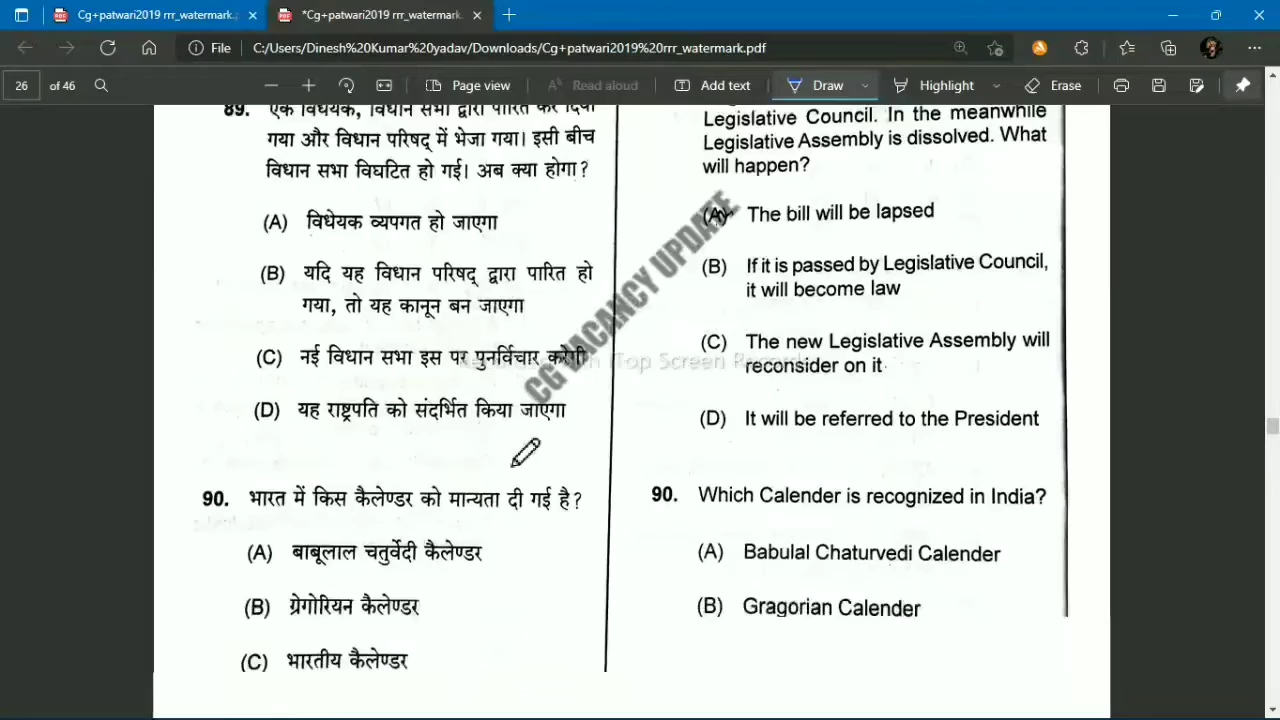 Cg+patwari2019 rrr_watermark.p
*Cg+patwari2019 rrr_watermark.
File
C:/Users/Dinesh%20Kumar%20yadav/Downloads/Cg+patwari2019%20rrr_watermark.pdf
26 of 46
Page view
Read aloud
Add text
Draw
Highlight
Erase
89. एक विधेयक, विधान सभा द्वारा पारित कर दिया
गया और विधान परिषद् में भेजा गया। इसी बीच
विधान सभा विघटित हो गई। अब क्या होगा?
(A) विधेयक व्यपगत हो जाएगा
(B) यदि यह विधान परिषद् द्वारा पारित हो
गया, तो यह कानून बन जाएगा
(C) नई विधान सभा इस पर पुनर्विचार करेगी
(D) यह राष्ट्रपति को संदर्भित किया जाएगा
90. भारत में किस कैलेण्डर को मान्यता दी गई है?
(A) बाबूलाल चतुर्वेदी कैलेण्डर
(B) ग्रेगोरियन कैलेण्डर
(C) भारतीय कैलेण्डर
Legislative Council. In the meanwhile
Legislative Assembly is dissolved. What
will happen?
(A) The bill will be lapsed
(B) If it is passed by Legislative Council,
it will become law
(C) The new Legislative Assembly will
reconsider on it
(D) It will be referred to the President
90. Which Calender is recognized in India?
(A) Babulal Chaturvedi Calender
(B) Gragorian Calender
CG VACANCY UPDATE
iTop Screen Recorder